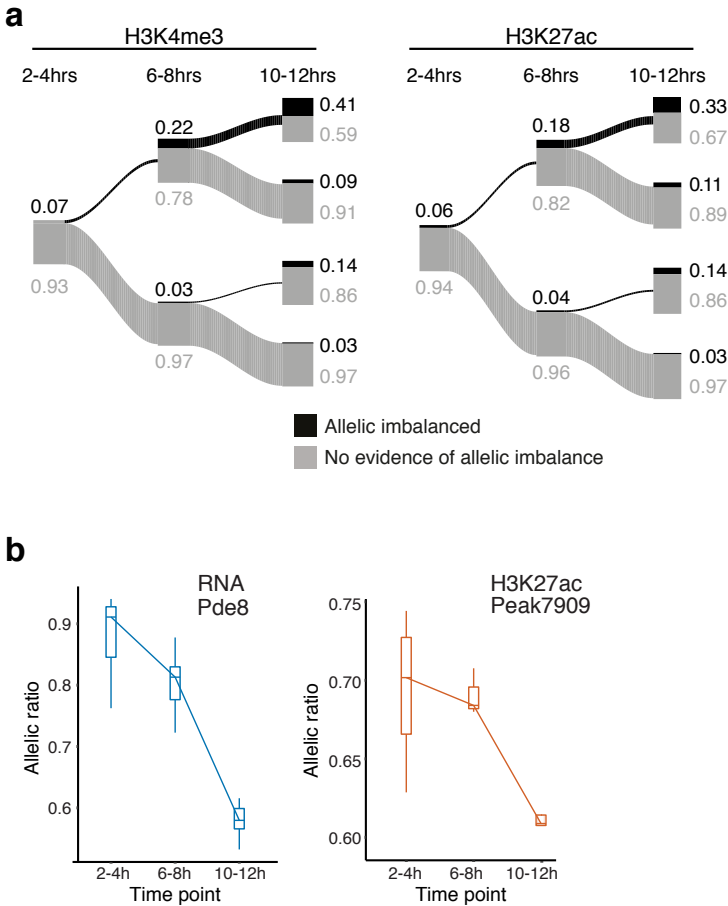 a
H3K4me3
H3K27ac
2-4hrs 6-8hrs 10-12hrs
2-4hrs 6-8hrs 10-12hrs
0.07
0.93
0.22
0.78
0.03
0.97
0.41
0.59
0.09
0.91
0.14
0.86
0.03
0.97
0.06
0.94
0.18
0.82
0.04
0.96
0.33
0.67
0.11
0.89
0.14
0.86
0.03
0.97
Allelic imbalanced
No evidence of allelic imbalance
b
RNA
Pde8
Allelic ratio
0.9
0.8
0.7
0.6
2-4h 6-8h 10-12h
Time point
H3K27ac
Peak7909
Allelic ratio
0.75
0.70
0.65
0.60
2-4h 6-8h 10-12h
Time point